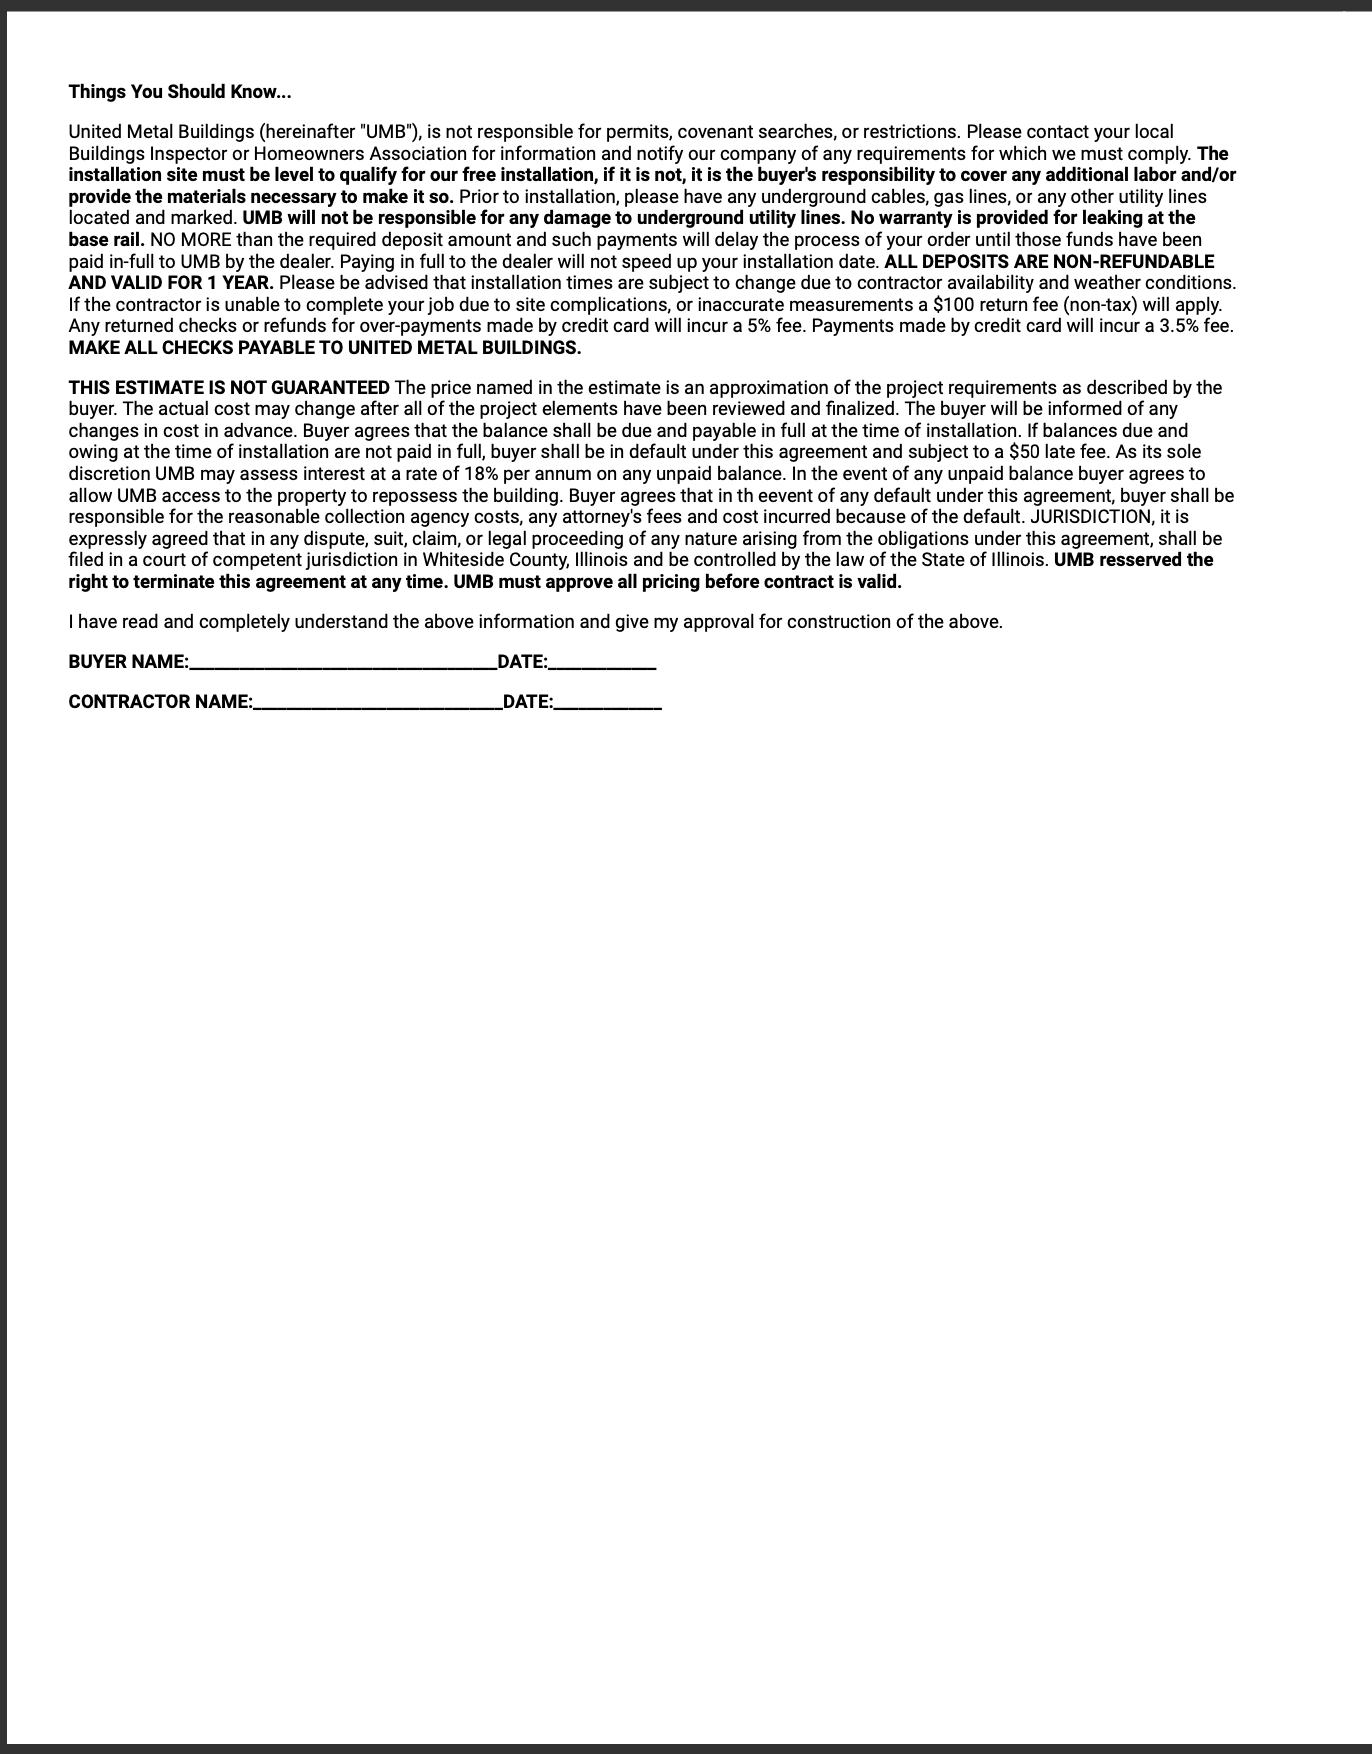 Things You Should Know...
United Metal Buildings (hereinafter "UMB"), is not responsible for permits, covenant searches, or restrictions. Please contact your local
Buildings Inspector or Homeowners Association for information and notify our company of any requirements for which we must comply. The
installation site must be level to qualify for our free installation, if it is not, it is the buyer's responsibility to cover any additional labor and/or
provide the materials necessary to make it so. Prior to installation, please have any underground cables, gas lines, or any other utility lines
located and marked. UMB will not be responsible for any damage to underground utility lines. No warranty is provided for leaking at the
base rail. NO MORE than the required deposit amount and such payments will delay the process of your order until those funds have been
paid in-full to UMB by the dealer. Paying in full to the dealer will not speed up your installation date. ALL DEPOSITS ARE NON-REFUNDABLE
AND VALID FOR 1 YEAR. Please be advised that installation times are subject to change due to contractor availability and weather conditions.
If the contractor is unable to complete your job due to site complications, or inaccurate measurements a $100 return fee (non-tax) will apply.
Any returned checks or refunds for over-payments made by credit card will incur a 5% fee. Payments made by credit card will incur a 3.5% fee.
MAKE ALL CHECKS PAYABLE TO UNITED METAL BUILDINGS.
THIS ESTIMATE IS NOT GUARANTEED The price named in the estimate is an approximation of the project requirements as described by the
buyer. The actual cost may change after all of the project elements have been reviewed and finalized. The buyer will be informed of any
changes in cost in advance. Buyer agrees that the balance shall be due and payable in full at the time of installation. If balances due and
owing at the time of installation are not paid in full, buyer shall be in default under this agreement and subject to a $50 late fee. As its sole
discretion UMB may assess interest at a rate of 18% per annum on any unpaid balance. In the event of any unpaid balance buyer agrees to
allow UMB access to the property to repossess the building. Buyer agrees that in th eevent of any default under this agreement, buyer shall be
responsible for the reasonable collection agency costs, any attorney's fees and cost incurred because of the default. JURISDICTION, it is
expressly agreed that in any dispute, suit, claim, or legal proceeding of any nature arising from the obligations under this agreement, shall be
filed in a court of competent jurisdiction in Whiteside County, Illinois and be controlled by the law of the State of Illinois. UMB resserved the
right to terminate this agreement at any time. UMB must approve all pricing before contract is valid.
I have read and completely understand the above information and give my approval for construction of the above.
BUYER NAME:__________________________________DATE:____________
CONTRACTOR NAME:____________________________DATE:____________